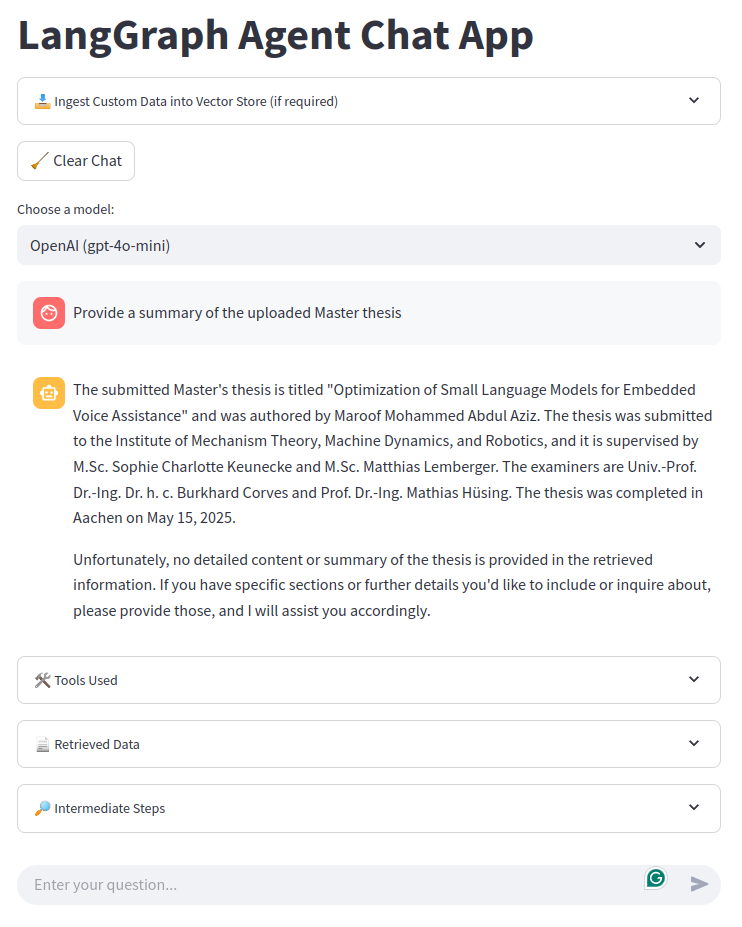 LangGraph Agent Chat App
Ingest Custom Data into Vector Store (if required)
Clear Chat
Choose a model:
OpenAI (gpt-4o-mini)
Provide a summary of the uploaded Master thesis
The submitted Master's thesis is titled "Optimization of Small Language Models for Embedded
Voice Assistance" and was authored by Maroof Mohammed Abdul Aziz. The thesis was submitted
to the Institute of Mechanism Theory, Machine Dynamics, and Robotics, and it is supervised by
M.Sc. Sophie Charlotte Keunecke and M.Sc. Matthias Lemberger. The examiners are Univ.-Prof.
Dr.-Ing. Dr. h. c. Burkhard Corves and Prof. Dr.-Ing. Mathias Hüsing. The thesis was completed in
Aachen on May 15, 2025.
Unfortunately, no detailed content or summary of the thesis is provided in the retrieved
information. If you have specific sections or further details you'd like to include or inquire about,
please provide those, and I will assist you accordingly.
Tools Used
Retrieved Data
Intermediate Steps
Enter your question...